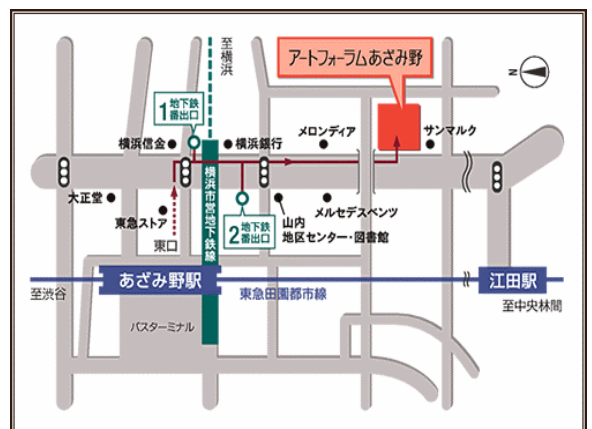 至横浜
アートフォーラムあざみ野
N
1 地下鉄
番出口
横浜信金
横浜銀行
メロンディア
サンマルク
大正堂
東急ストア
東口
横浜市営地下鉄線
2 地下鉄
番出口
山内
地区センター・図書館
メルセデスベンツ
あざみ野駅
江田駅
至渋谷
東急田園都市線
至中央林間
バスターミナル